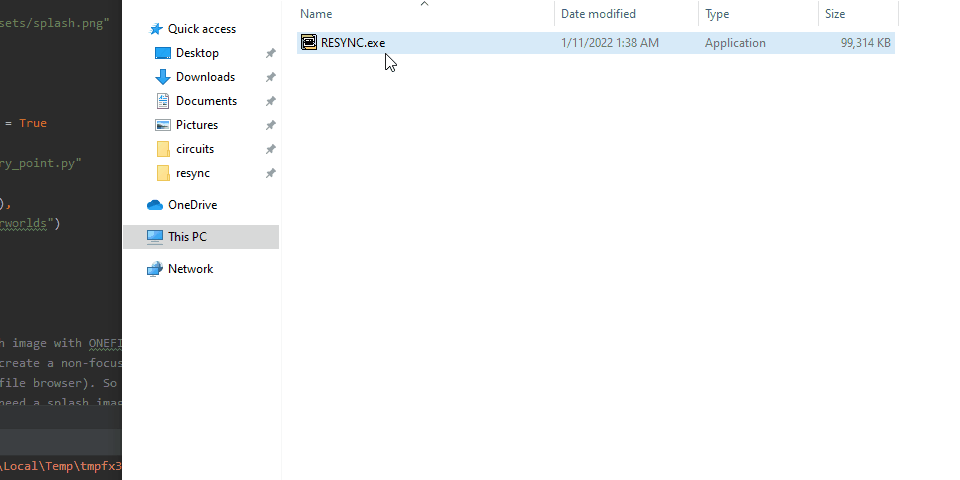 sets/splash.png"
= True
ry_point.py"
),
rworlds")
h image with ONEFI
create a non-focus
file browser). So
need a splash imag
\Local\Temp\tmpfx3
Quick access
Desktop
Downloads
Documents
Pictures
circuits
resync
OneDrive
This PC
Network
Name Date modified Type Size
RESYNC.exe 1/11/2022 1:38 AM Application 99,314 KB